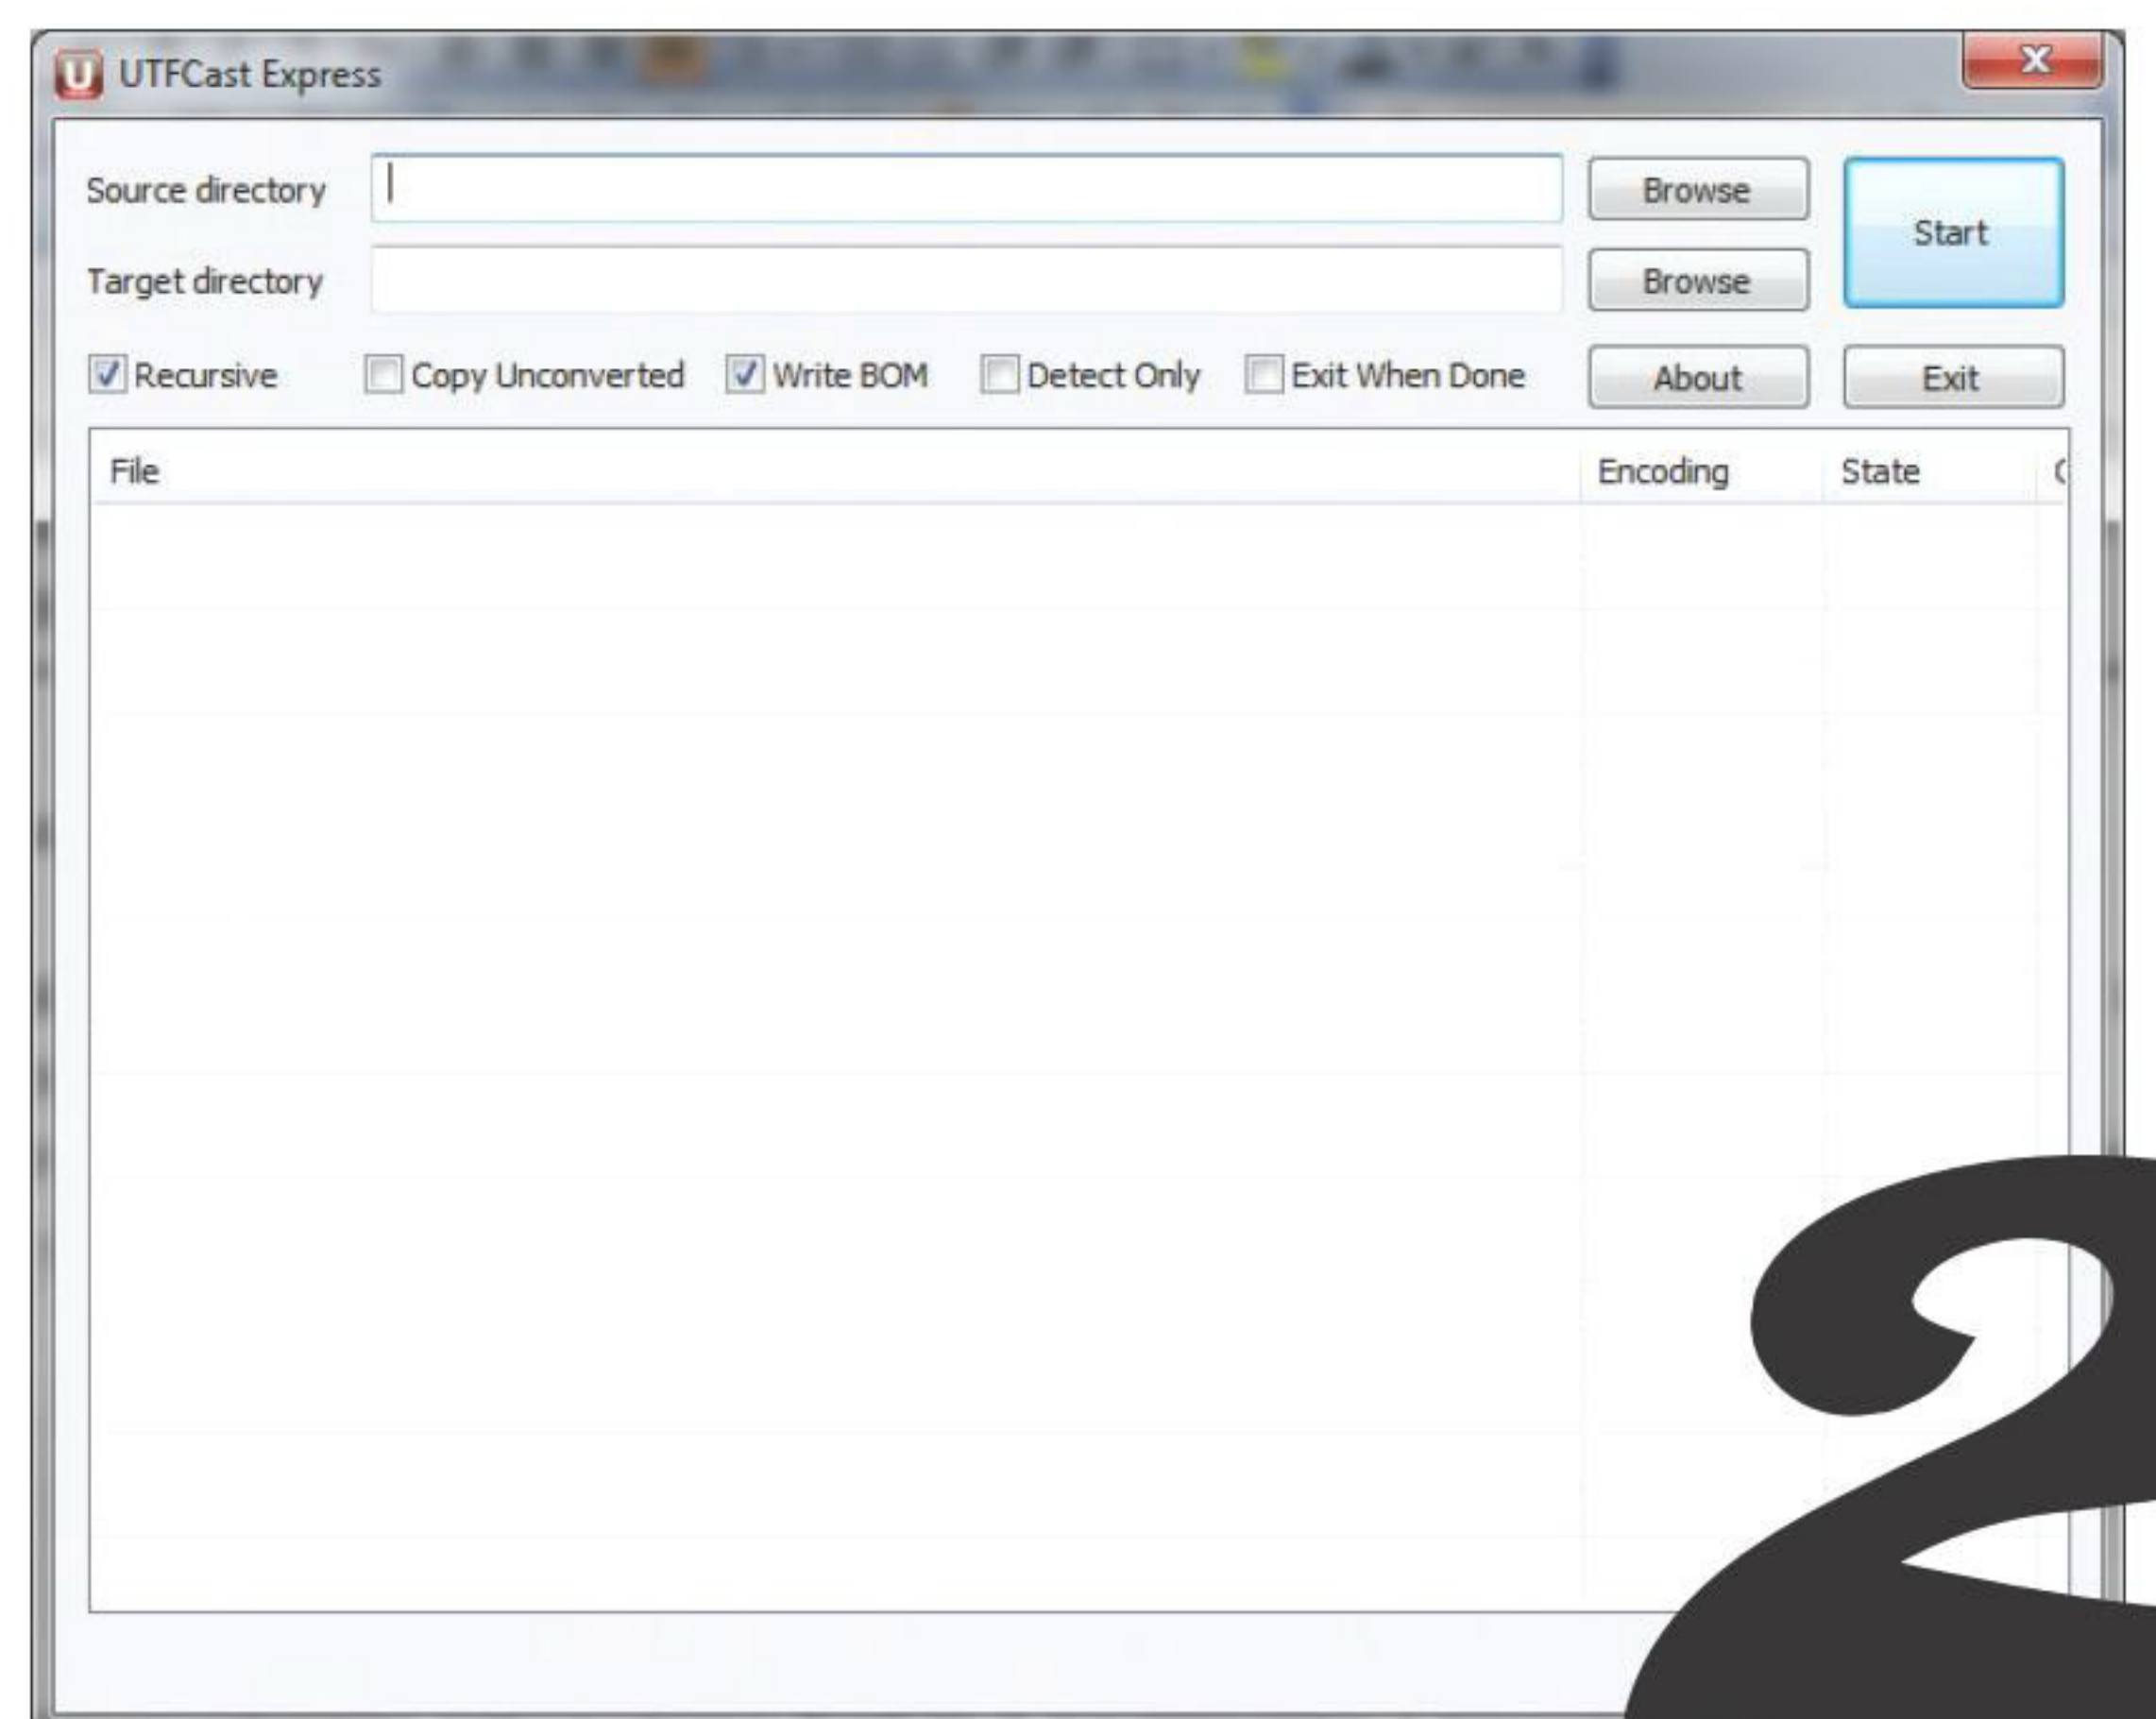 UTFCast Express
Source directory Browse
Start
Target directory Browse
Recursive Copy Unconverted Write BOM Detect Only Exit When Done About Exit
File Encoding State
2